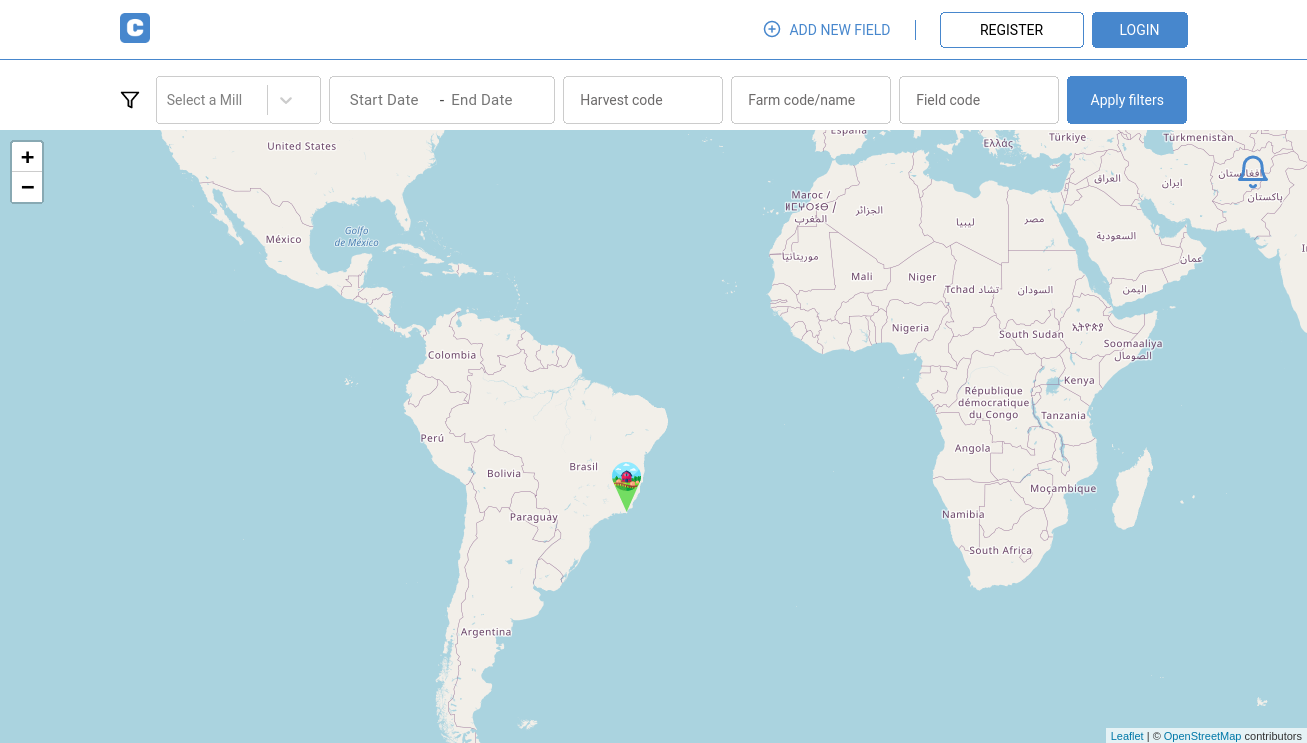 C
ADD NEW FIELD
REGISTER
LOGIN
Select a Mill
Start Date - End Date
Harvest code
Farm code/name
Field code
Apply filters
+
−
United States
España
Ελλάς
Türkiye
Türkmenistan
México
Golfo
de México
Maroc /
ⵍⵎⵖⵔⵉⴱ /
المغرب
الجزائر
ليبيا
مصر
العراق
ایران
افغانستان
پاکستان
السعودية
عمان
اليمن
موريتانيا
Mali
Niger
Tchad تشاد
السودان
Nigeria
South Sudan
ኢትዮጵያ
Soomaaliya
الصومال
Colombia
République
démocratique
du Congo
Kenya
Tanzania
Perú
Brasil
Bolivia
Angola
Moçambique
Paraguay
Namibia
South Africa
Argentina
Leaflet | © OpenStreetMap contributors